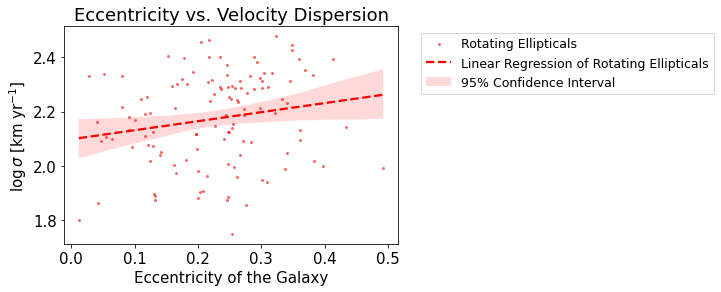 Eccentricity vs. Velocity Dispersion
2.4
2.2
2.0
1.8
log σ [km yr⁻¹]
0.0 0.1 0.2 0.3 0.4 0.5
Eccentricity of the Galaxy
Rotating Ellipticals
Linear Regression of Rotating Ellipticals
95% Confidence Interval